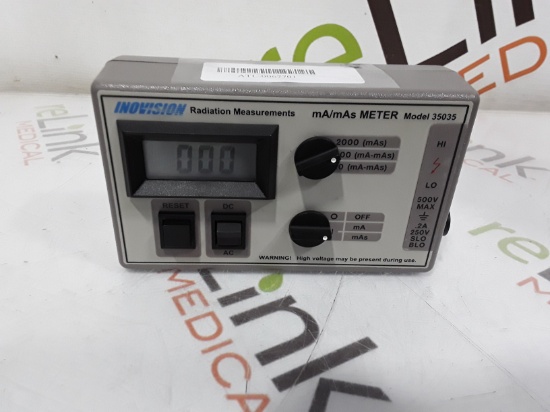 INOVISION Radiation Measurements mA/mAs METER Model 35035
000
2000 (mAs)
(mA-mAs)
(mA-mAs)
HI
LO
500V
MAX
.2A
250V
SLO
BLO
RESET
DC
AC
OFF
mA
mAs
WARNING! High voltage may be present during use.
reLink
MEDICAL
reLink
MEDICAL